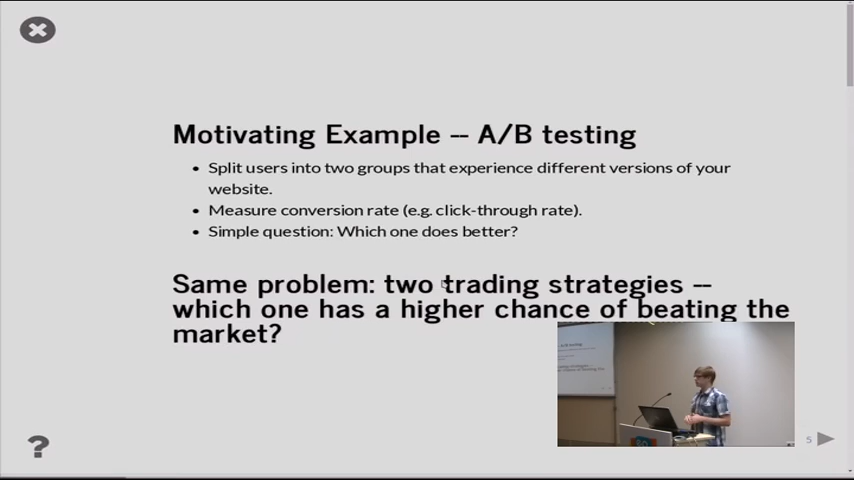 Motivating Example -- A/B testing
• Split users into two groups that experience different versions of your
website.
• Measure conversion rate (e.g. click-through rate).
• Simple question: Which one does better?
Same problem: two trading strategies --
which one has a higher chance of beating the
market?
?
5